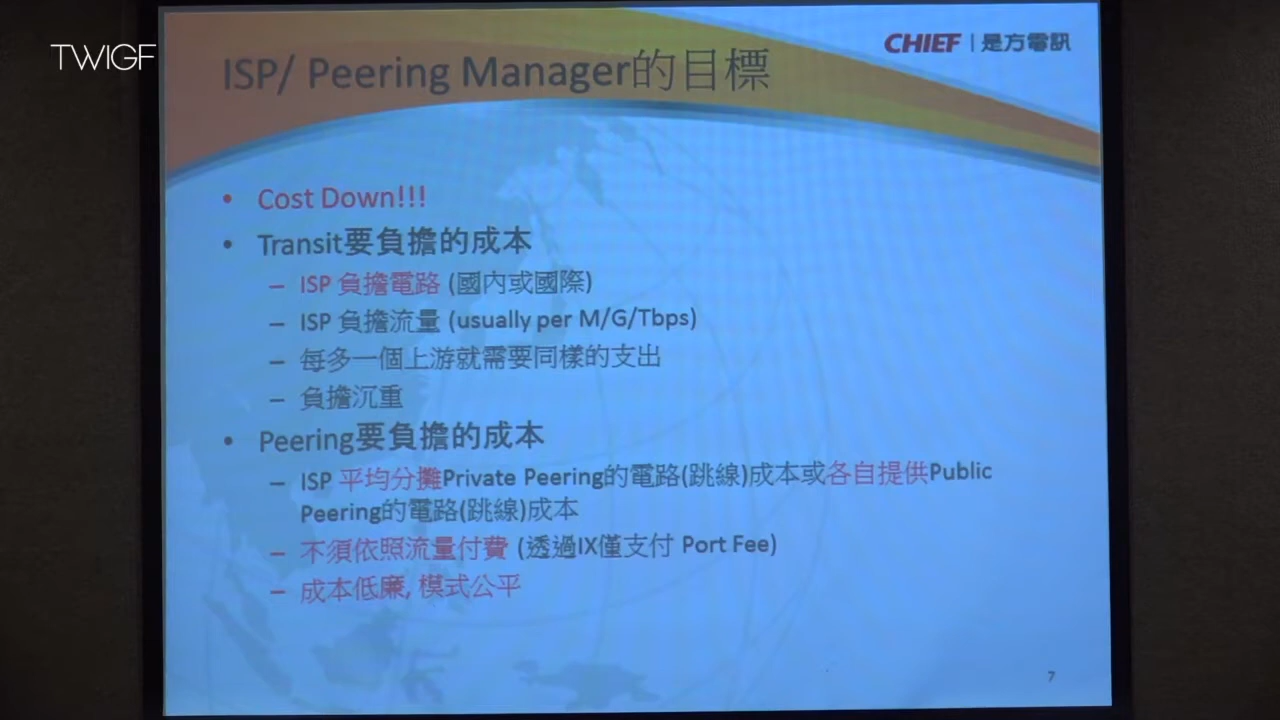 TWIGF
CHIEF | 是方電訊
ISP/ Peering Manager的目標
• Cost Down!!!
• Transit要負擔的成本
– ISP 負擔電路 (國內或國際)
– ISP 負擔流量 (usually per M/G/Tbps)
– 每多一個上游就需要同樣的支出
– 負擔沉重
• Peering要負擔的成本
– ISP 平均分攤Private Peering的電路(跳線)成本或各自提供Public
Peering的電路(跳線)成本
– 不須依照流量付費 (透過IX僅支付 Port Fee)
– 成本低廉, 模式公平
7